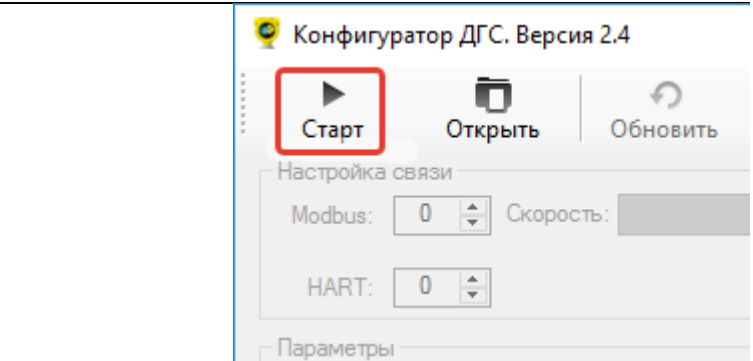 Конфигуратор ДГС. Версия 2.4
Старт Открыть Обновить
Настройка связи
Modbus: 0 Скорость:
HART: 0
Параметры